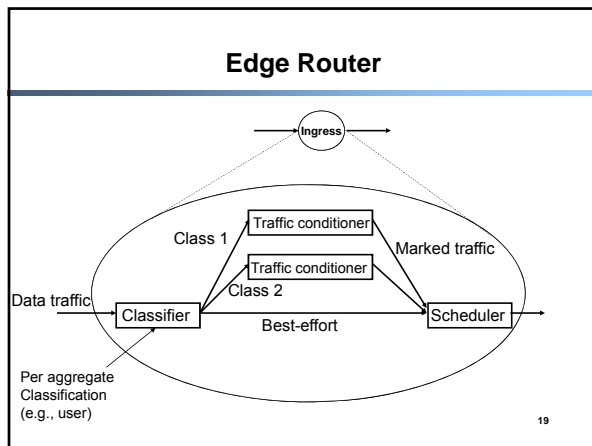 Edge Router
Ingress
Traffic conditioner
Class 1
Marked traffic
Traffic conditioner
Class 2
Data traffic
Classifier
Scheduler
Best-effort
Per aggregate
Classification
(e.g., user)
19